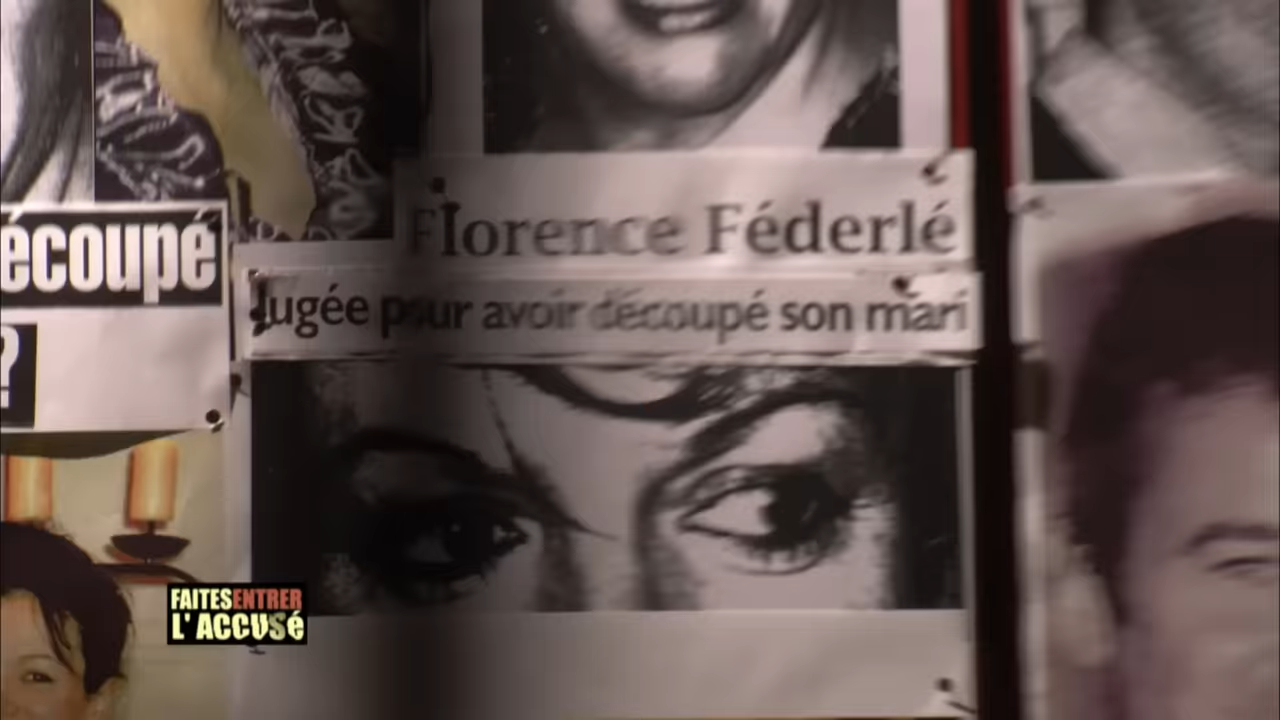 écoupé
?
Florence Féderlé
Jugée pour avoir découpé son mari
FAITES ENTRER
L'ACCUSé